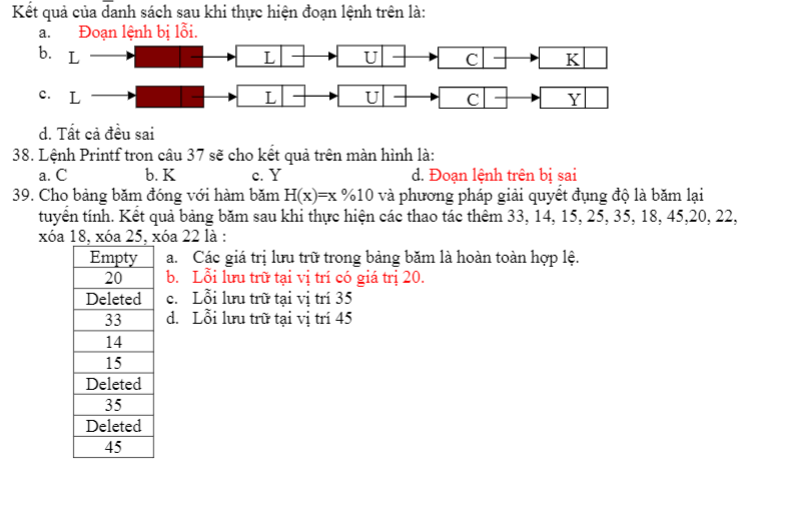 Kết quả của danh sách sau khi thực hiện đoạn lệnh trên là:
a. Đoạn lệnh bị lỗi.
b. L L U C K
c. L L U C Y
d. Tất cả đều sai
38. Lệnh Printf tron câu 37 sẽ cho kết quả trên màn hình là:
a. C b. K c. Y d. Đoạn lệnh trên bị sai
39. Cho bảng băm đóng với hàm băm H(x)=x %10 và phương pháp giải quyết đụng độ là băm lại
tuyến tính. Kết quả bảng băm sau khi thực hiện các thao tác thêm 33, 14, 15, 25, 35, 18, 45,20, 22,
xóa 18, xóa 25, xóa 22 là :
Empty a. Các giá trị lưu trữ trong bảng băm là hoàn toàn hợp lệ.
20 b. Lỗi lưu trữ tại vị trí có giá trị 20.
Deleted c. Lỗi lưu trữ tại vị trí 35
33 d. Lỗi lưu trữ tại vị trí 45
14
15
Deleted
35
Deleted
45